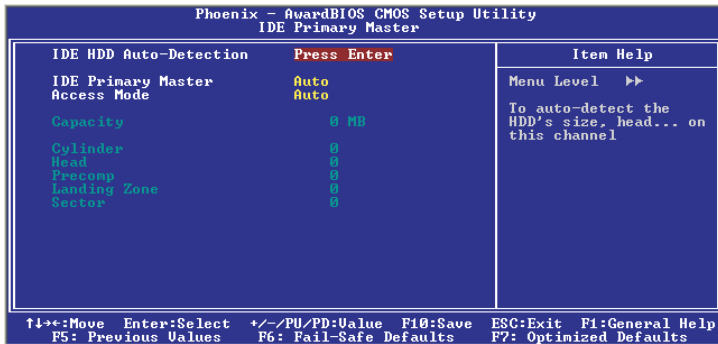 Phoenix - AwardBIOS CMOS Setup Utility
IDE Primary Master
IDE HDD Auto-Detection Press Enter
Item Help
IDE Primary Master Auto
Access Mode Auto
Capacity 0 MB
Cylinder 0
Head 0
Precomp 0
Landing Zone 0
Sector 0
Menu Level ▶▶
To auto-detect the
HDD's size, head... on
this channel
↑↓→←:Move Enter:Select +/-/PU/PD:Value F10:Save ESC:Exit F1:General Help
F5: Previous Values F6: Fail-Safe Defaults F7: Optimized Defaults